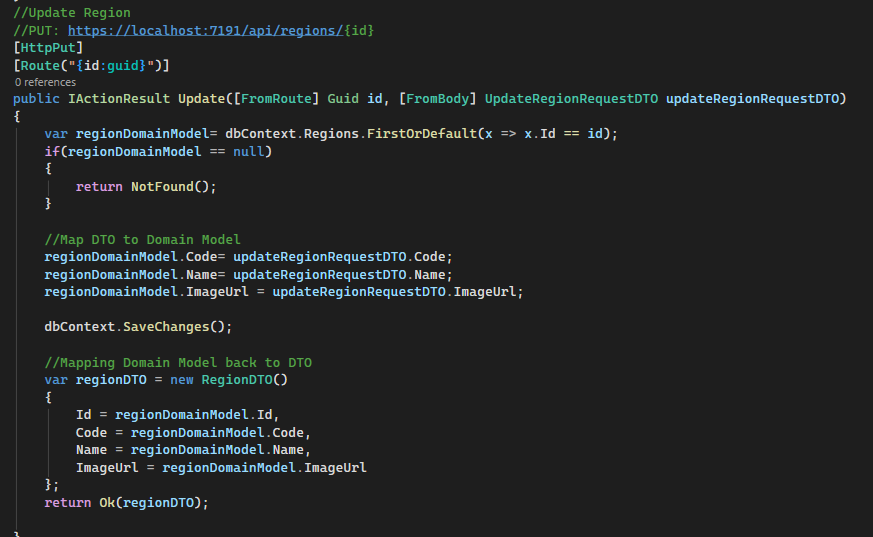 //Update Region
//PUT: https://localhost:7191/api/regions/{id}
[HttpPut]
[Route("{id:guid}")]
0 references
public IActionResult Update([FromRoute] Guid id, [FromBody] UpdateRegionRequestDTO updateRegionRequestDTO)
{
    var regionDomainModel= dbContext.Regions.FirstOrDefault(x => x.Id == id);
    if(regionDomainModel == null)
    {
        return NotFound();
    }

    //Map DTO to Domain Model
    regionDomainModel.Code= updateRegionRequestDTO.Code;
    regionDomainModel.Name= updateRegionRequestDTO.Name;
    regionDomainModel.ImageUrl = updateRegionRequestDTO.ImageUrl;

    dbContext.SaveChanges();

    //Mapping Domain Model back to DTO
    var regionDTO = new RegionDTO()
    {
        Id = regionDomainModel.Id,
        Code = regionDomainModel.Code,
        Name = regionDomainModel.Name,
        ImageUrl = regionDomainModel.ImageUrl
    };
    return Ok(regionDTO);

}